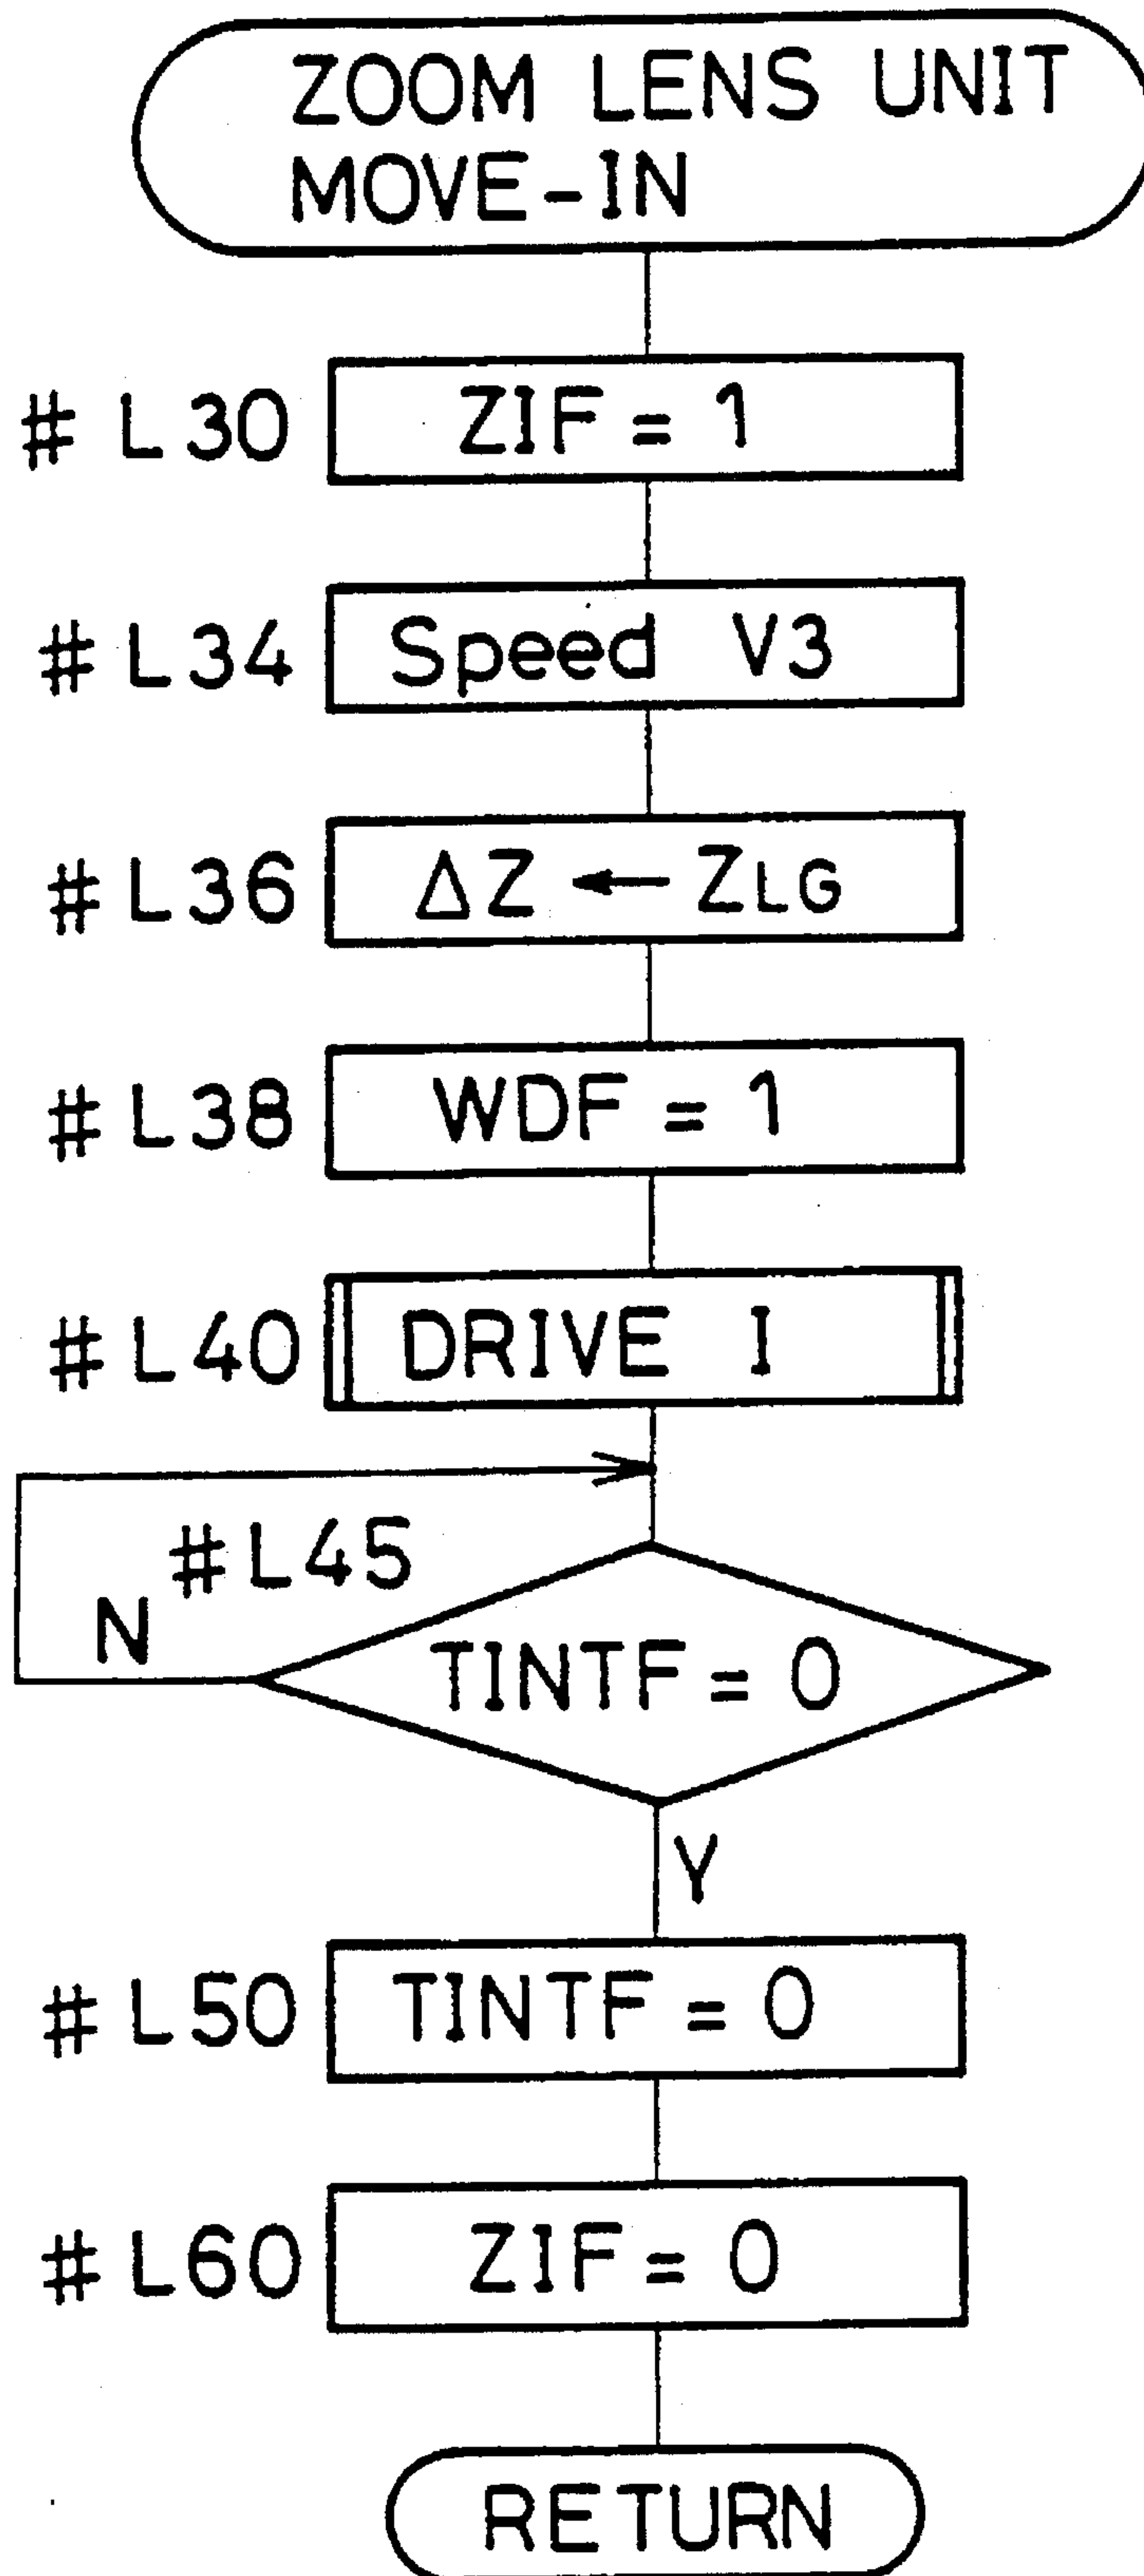 ZOOM LENS UNIT
MOVE-IN
# L30 ZIF = 1
# L34 Speed V3
# L36 ΔZ ← ZLG
# L38 WDF = 1
# L40 DRIVE I
#L45
N
TINTF = 0
Y
# L50 TINTF = 0
# L60 ZIF = 0
RETURN